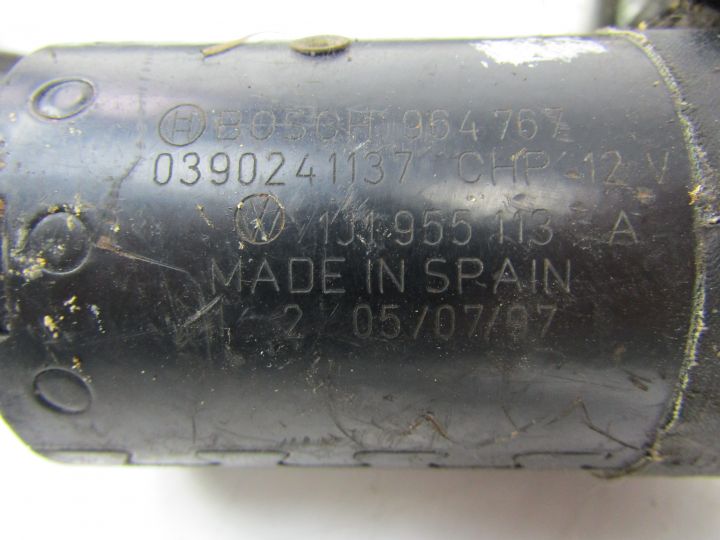 BOSCH 964 767
0390241137 CHP 12 V
1J1 955 113 A
MADE IN SPAIN
2 05/07/97